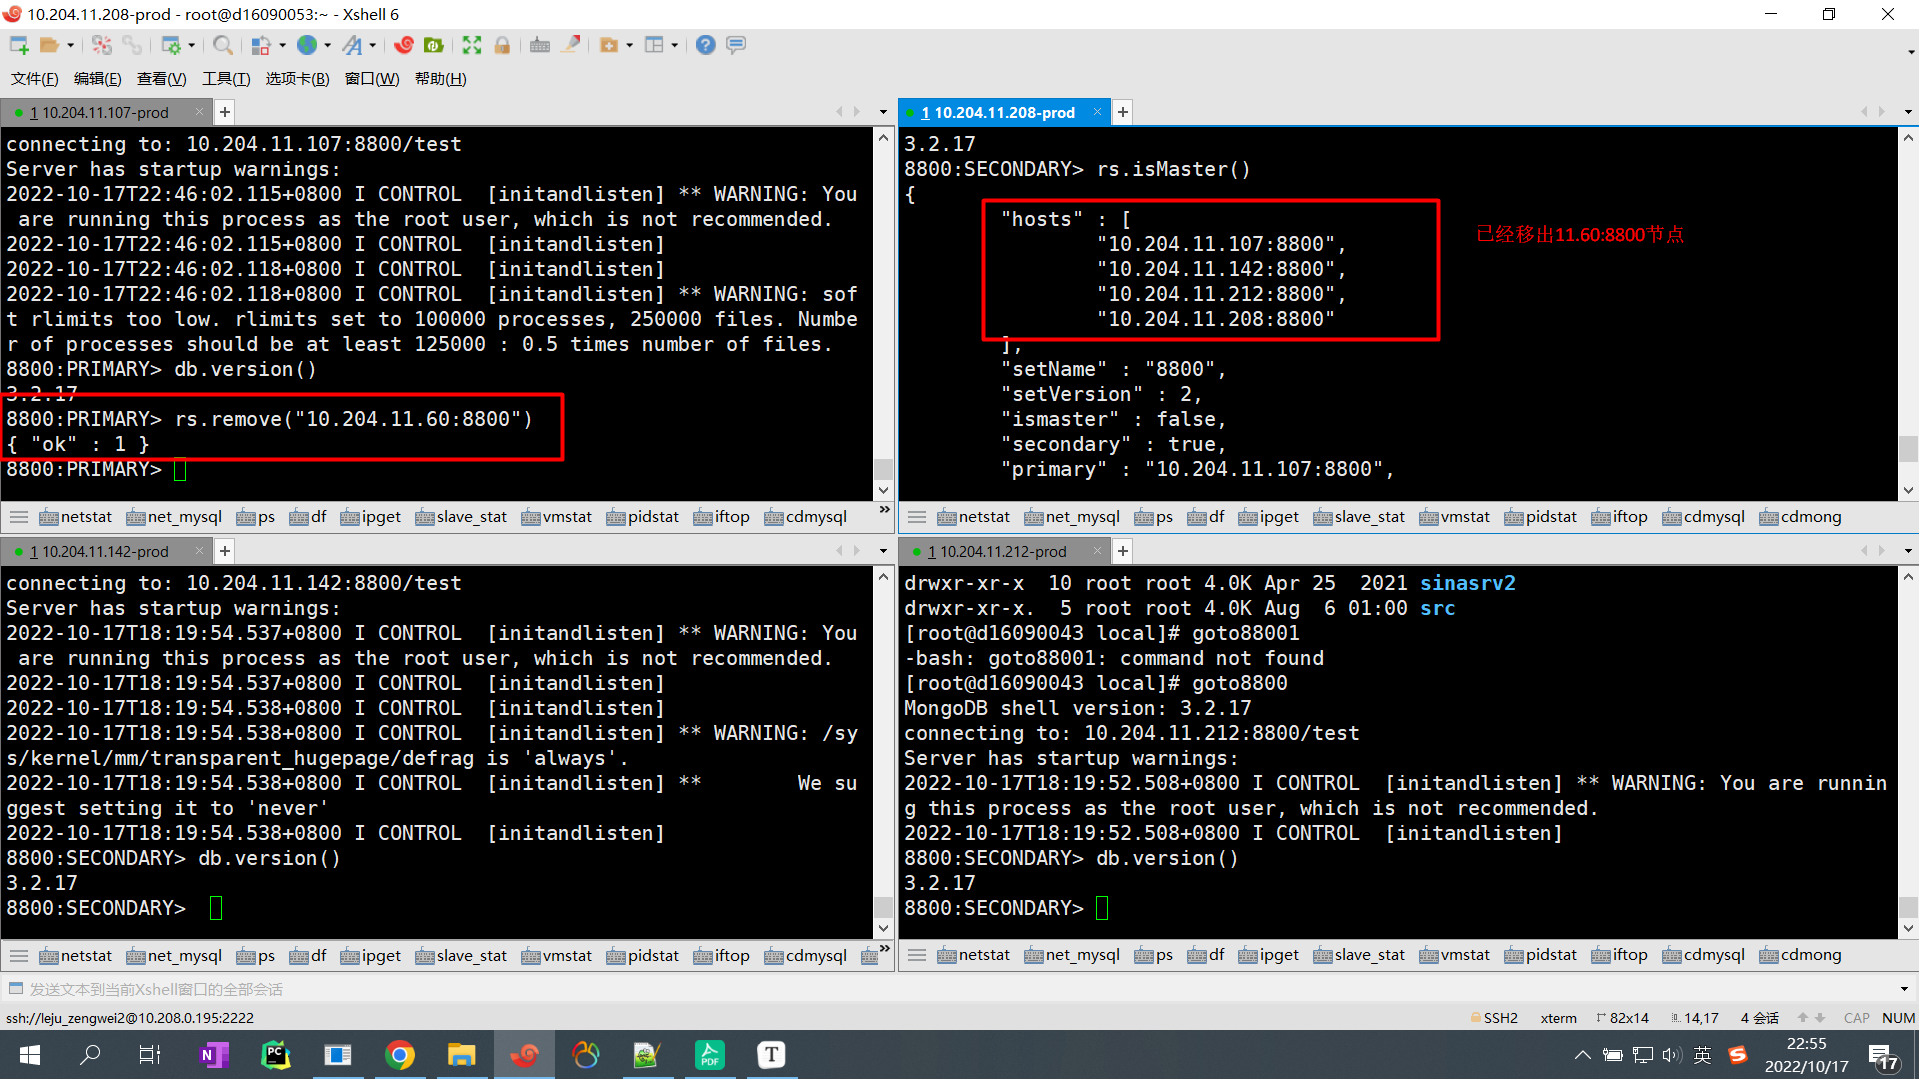 10.204.11.208-prod - root@d16090053:~ - Xshell 6
文件(F) 编辑(E) 查看(V) 工具(T) 选项卡(B) 窗口(W) 帮助(H)
1 10.204.11.107-prod
connecting to: 10.204.11.107:8800/test
Server has startup warnings:
2022-10-17T22:46:02.115+0800 I CONTROL  [initandlisten] ** WARNING: You
 are running this process as the root user, which is not recommended.
2022-10-17T22:46:02.115+0800 I CONTROL  [initandlisten]
2022-10-17T22:46:02.118+0800 I CONTROL  [initandlisten]
2022-10-17T22:46:02.118+0800 I CONTROL  [initandlisten] ** WARNING: sof
t rlimits too low. rlimits set to 100000 processes, 250000 files. Numbe
r of processes should be at least 125000 : 0.5 times number of files.
8800:PRIMARY> db.version()
3.2.17
8800:PRIMARY> rs.remove("10.204.11.60:8800")
{ "ok" : 1 }
8800:PRIMARY>
netstat net_mysql ps df ipget slave_stat vmstat pidstat iftop cdmysql
1 10.204.11.208-prod
3.2.17
8800:SECONDARY> rs.isMaster()
{
"hosts" : [
"10.204.11.107:8800",
"10.204.11.142:8800",
"10.204.11.212:8800",
"10.204.11.208:8800"
],
"setName" : "8800",
"setVersion" : 2,
"ismaster" : false,
"secondary" : true,
"primary" : "10.204.11.107:8800",
已经移出11.60:8800节点
netstat net_mysql ps df ipget slave_stat vmstat pidstat iftop cdmysql cdmong
1 10.204.11.142-prod
connecting to: 10.204.11.142:8800/test
Server has startup warnings:
2022-10-17T18:19:54.537+0800 I CONTROL  [initandlisten] ** WARNING: You
 are running this process as the root user, which is not recommended.
2022-10-17T18:19:54.537+0800 I CONTROL  [initandlisten]
2022-10-17T18:19:54.538+0800 I CONTROL  [initandlisten]
2022-10-17T18:19:54.538+0800 I CONTROL  [initandlisten] ** WARNING: /sy
s/kernel/mm/transparent_hugepage/defrag is 'always'.
2022-10-17T18:19:54.538+0800 I CONTROL  [initandlisten] **        We su
ggest setting it to 'never'
2022-10-17T18:19:54.538+0800 I CONTROL  [initandlisten]
8800:SECONDARY> db.version()
3.2.17
8800:SECONDARY>
netstat net_mysql ps df ipget slave_stat vmstat pidstat iftop cdmysql
1 10.204.11.212-prod
drwxr-xr-x  10 root root 4.0K Apr 25  2021 sinasrv2
drwxr-xr-x.  5 root root 4.0K Aug  6 01:00 src
[root@d16090043 local]# goto88001
-bash: goto88001: command not found
[root@d16090043 local]# goto8800
MongoDB shell version: 3.2.17
connecting to: 10.204.11.212:8800/test
Server has startup warnings:
2022-10-17T18:19:52.508+0800 I CONTROL  [initandlisten] ** WARNING: You are runnin
g this process as the root user, which is not recommended.
2022-10-17T18:19:52.508+0800 I CONTROL  [initandlisten]
8800:SECONDARY> db.version()
3.2.17
8800:SECONDARY>
netstat net_mysql ps df ipget slave_stat vmstat pidstat iftop cdmysql cdmong
发送文本到当前Xshell窗口的全部会话
ssh://leju_zengwei2@10.208.0.195:2222 SSH2 xterm 82x14 14,17 4 会话 CAP NUM
英 22:55
2022/10/17 17